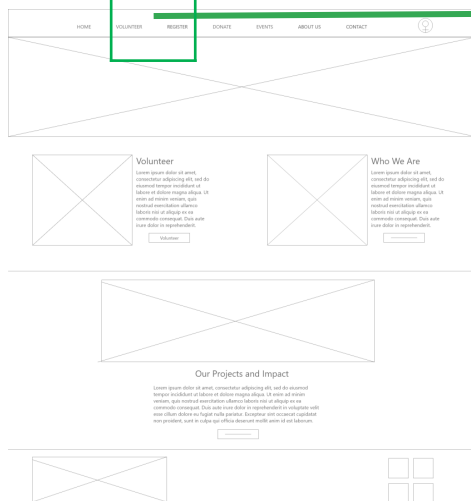 HOME VOLUNTEER REGISTER DONATE EVENTS ABOUT US CONTACT
Volunteer
Lorem ipsum dolor sit amet,
consectetur adipiscing elit, sed do
eiusmod tempor incididunt ut
labore et dolore magna aliqua. Ut
enim ad minim veniam, quis
nostrud exercitation ullamco
laboris nisi ut aliquip ex ea
commodo consequat. Duis aute
irure dolor in reprehenderit.
Volunteer
Who We Are
Lorem ipsum dolor sit amet,
consectetur adipiscing elit, sed do
eiusmod tempor incididunt ut
labore et dolore magna aliqua. Ut
enim ad minim veniam, quis
nostrud exercitation ullamco
laboris nisi ut aliquip ex ea
commodo consequat. Duis aute
irure dolor in reprehenderit.
Our Projects and Impact
Lorem ipsum dolor sit amet, consectetur adipiscing elit, sed do eiusmod
tempor incididunt ut labore et dolore magna aliqua. Ut enim ad minim
veniam, quis nostrud exercitation ullamco laboris nisi ut aliquip ex ea
commodo consequat. Duis aute irure dolor in reprehenderit in voluptate velit
esse cillum dolore eu fugiat nulla pariatur. Excepteur sint occaecat cupidatat
non proident, sunt in culpa qui officia deserunt mollit anim id est laborum.